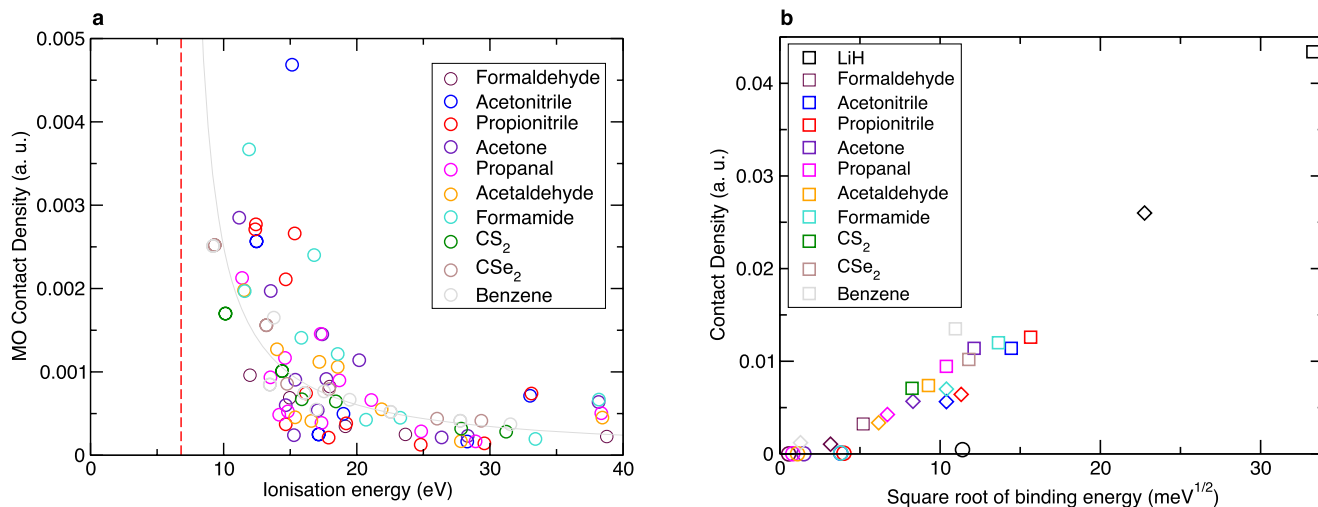 a
MO Contact Density (a. u.)
0.005
0.004
0.003
0.002
0.001
0
0 10 20 30 40
Ionisation energy (eV)
Formaldehyde
Acetonitrile
Propionitrile
Acetone
Propanal
Acetaldehyde
Formamide
CS2
CSe2
Benzene
b
Contact Density (a. u.)
0.04
0.03
0.02
0.01
0
0 10 20 30
Square root of binding energy (meV1/2)
LiH
Formaldehyde
Acetonitrile
Propionitrile
Acetone
Propanal
Acetaldehyde
Formamide
CS2
CSe2
Benzene